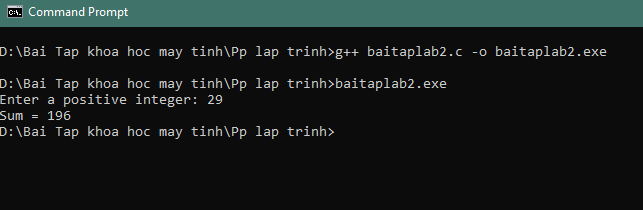 Command Prompt
D:\Bai Tap khoa hoc may tinh\Pp lap trinh>g++ baitaplab2.c -o baitaplab2.exe
D:\Bai Tap khoa hoc may tinh\Pp lap trinh>baitaplab2.exe
Enter a positive integer: 29
Sum = 196
D:\Bai Tap khoa hoc may tinh\Pp lap trinh>